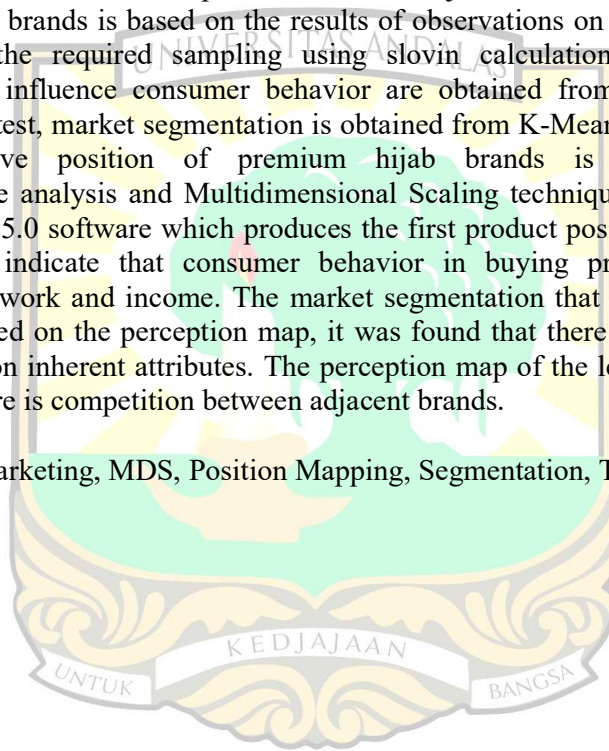 brands is based on the results of observations on
the required sampling using slovin calculation
UNIVERSITAS ANDALAS
influence consumer behavior are obtained from
test, market segmentation is obtained from K-Mear
ve position of premium hijab brands is
e analysis and Multidimensional Scaling technique
5.0 software which produces the first product pos
indicate that consumer behavior in buying pr
work and income. The market segmentation that
ed on the perception map, it was found that there
on inherent attributes. The perception map of the l
re is competition between adjacent brands.
arketing, MDS, Position Mapping, Segmentation, T
KEDJAJAAN
UNTUK BANGSA